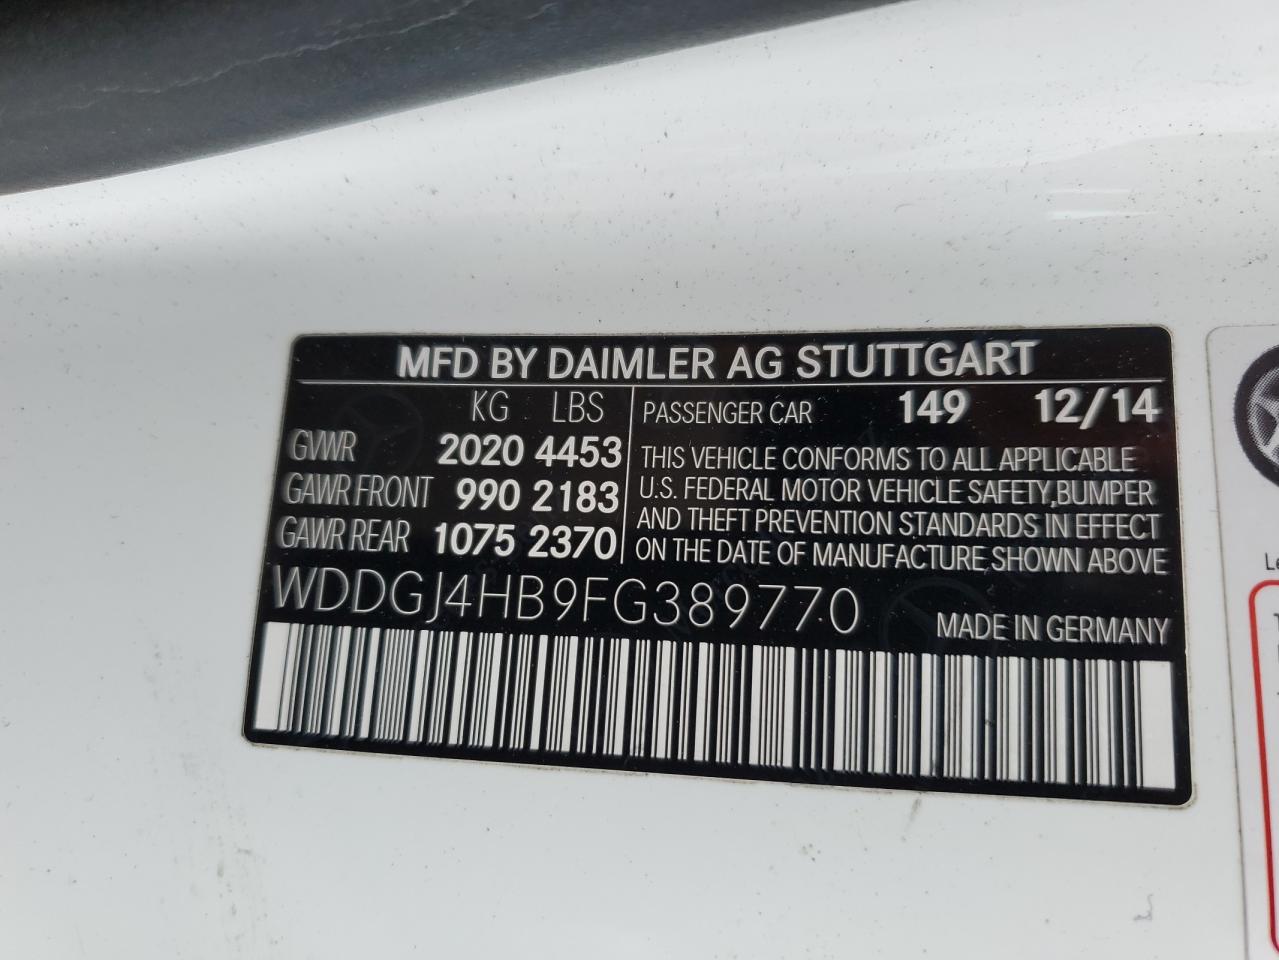 MFD BY DAIMLER AG STUTTGART
KG LBS
GVWR 2020 4453
GAWR FRONT 990 2183
GAWR REAR 1075 2370
PASSENGER CAR 149 12/14
THIS VEHICLE CONFORMS TO ALL APPLICABLE
U.S. FEDERAL MOTOR VEHICLE SAFETY,BUMPER
AND THEFT PREVENTION STANDARDS IN EFFECT
ON THE DATE OF MANUFACTURE,SHOWN ABOVE
WDDGJ4HB9FG389770
MADE IN GERMANY